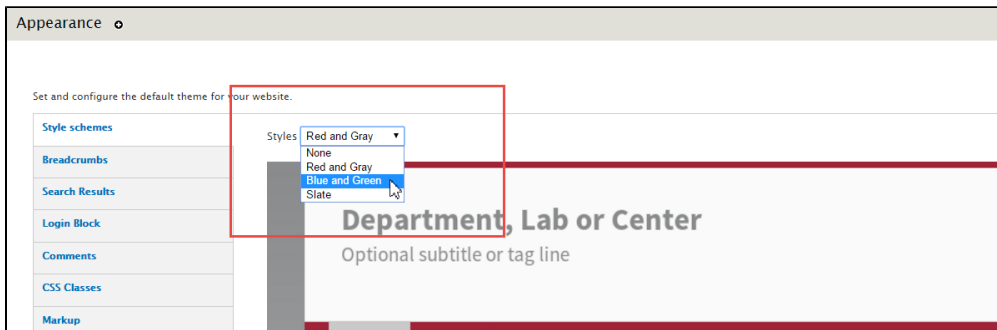 Appearance
Set and configure the default theme for your website.
Style schemes
Breadcrumbs
Search Results
Login Block
Comments
CSS Classes
Markup
Styles Red and Gray
None
Red and Gray
Blue and Green
Slate
Department, Lab or Center
Optional subtitle or tag line